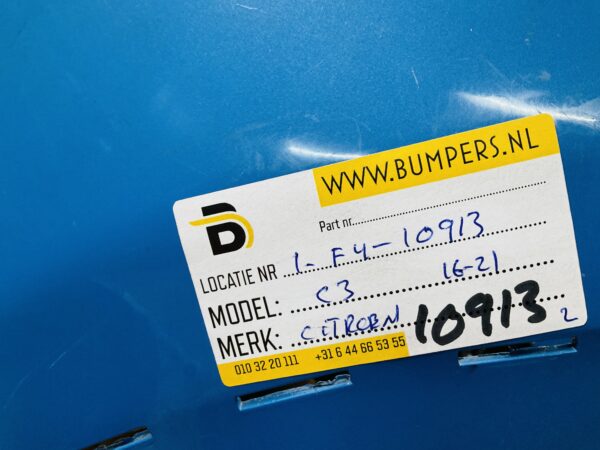 WWW.BUMPERS.NL
Part nr
LOCATIE NR 1-F4-10913
MODEL: C3 16-21
MERK: CITROEN 10913 2
010 32 20 111 +31 6 44 66 53 55